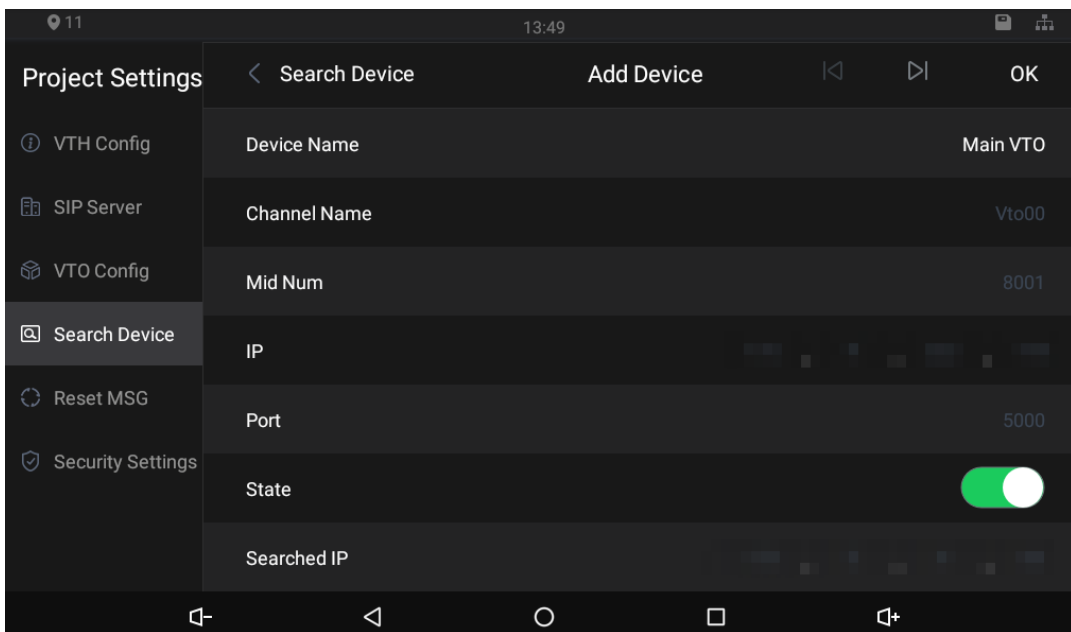 11
13:49
Project Settings
Search Device
Add Device
OK
VTH Config
SIP Server
VTO Config
Search Device
Reset MSG
Security Settings
Device Name
Main VTO
Channel Name
Vto00
Mid Num
8001
IP
Port
5000
State
Searched IP